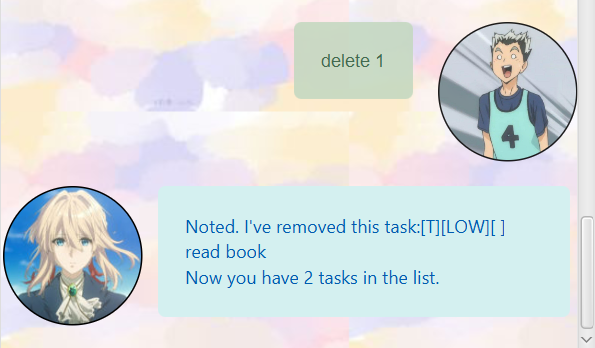 delete 1
4
Noted. I've removed this task:[T][LOW][ ]
read book
Now you have 2 tasks in the list.